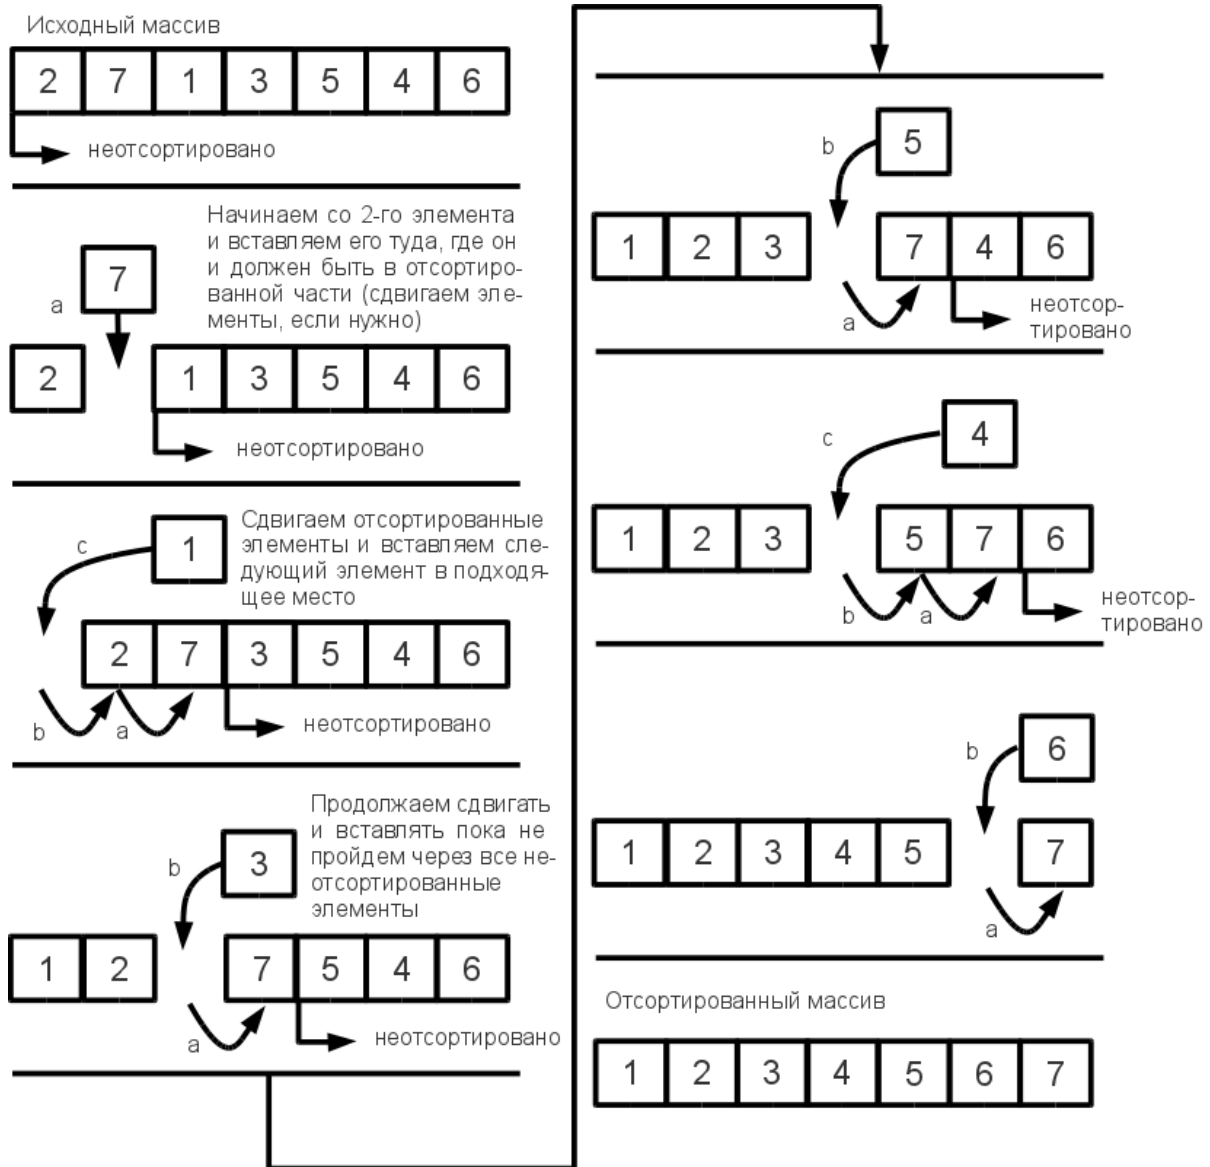 Исходный массив
2 7 1 3 5 4 6
неотсортировано
Начинаем со 2-го элемента
и вставляем его туда, где он
и должен быть в отсортиро-
ванной части (сдвигаем эле-
менты, если нужно)
7
a
2 1 3 5 4 6
неотсортировано
Сдвигаем отсортированные
элементы и вставляем сле-
дующий элемент в подходя-
щее место
c
1
2 7 3 5 4 6
b a
неотсортировано
Продолжаем сдвигать
и вставлять пока не
пройдем через все не-
отсортированные
элементы
b
3
1 2 7 5 4 6
a
неотсортировано
b
5
1 2 3 7 4 6
a
неотсор-
тировано
c
4
1 2 3 5 7 6
b a
неотсор-
тировано
b
6
1 2 3 4 5 7
a
Отсортированный массив
1 2 3 4 5 6 7